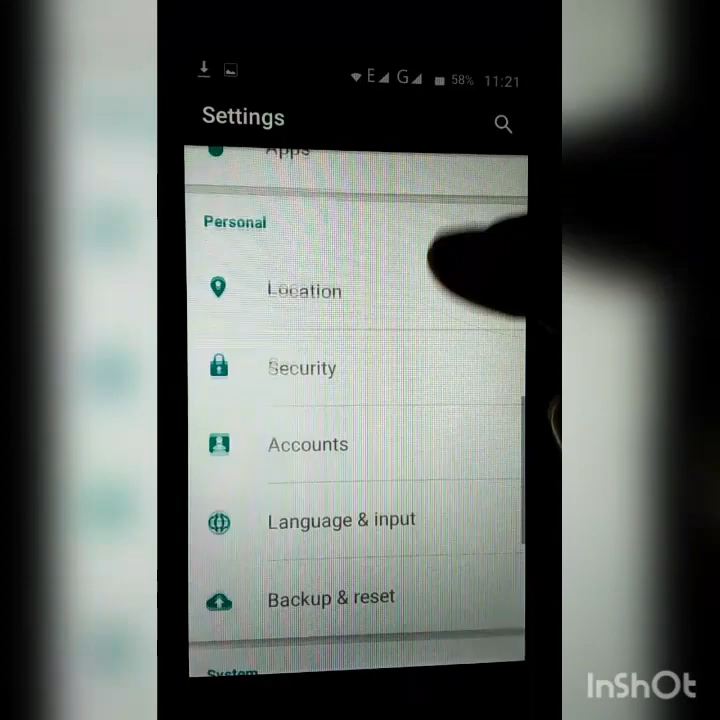 E G 58% 11:21
Settings
Apps
Personal
Location
Security
Accounts
Language & input
Backup & reset
System
InShOt